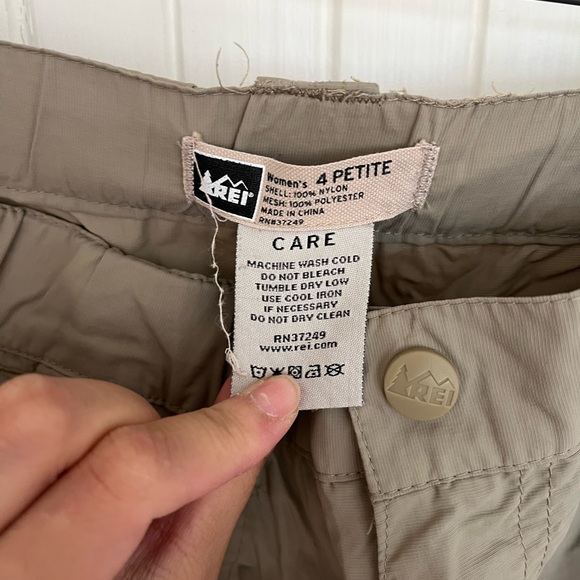 REI®
Women's 4 PETITE
SHELL: 100% NYLON
MESH: 100% POLYESTER
MADE IN CHINA
RN#37249
CARE
MACHINE WASH COLD
DO NOT BLEACH
TUMBLE DRY LOW
USE COOL IRON
IF NECESSARY
DO NOT DRY CLEAN
RN37249
www.rei.com
REI